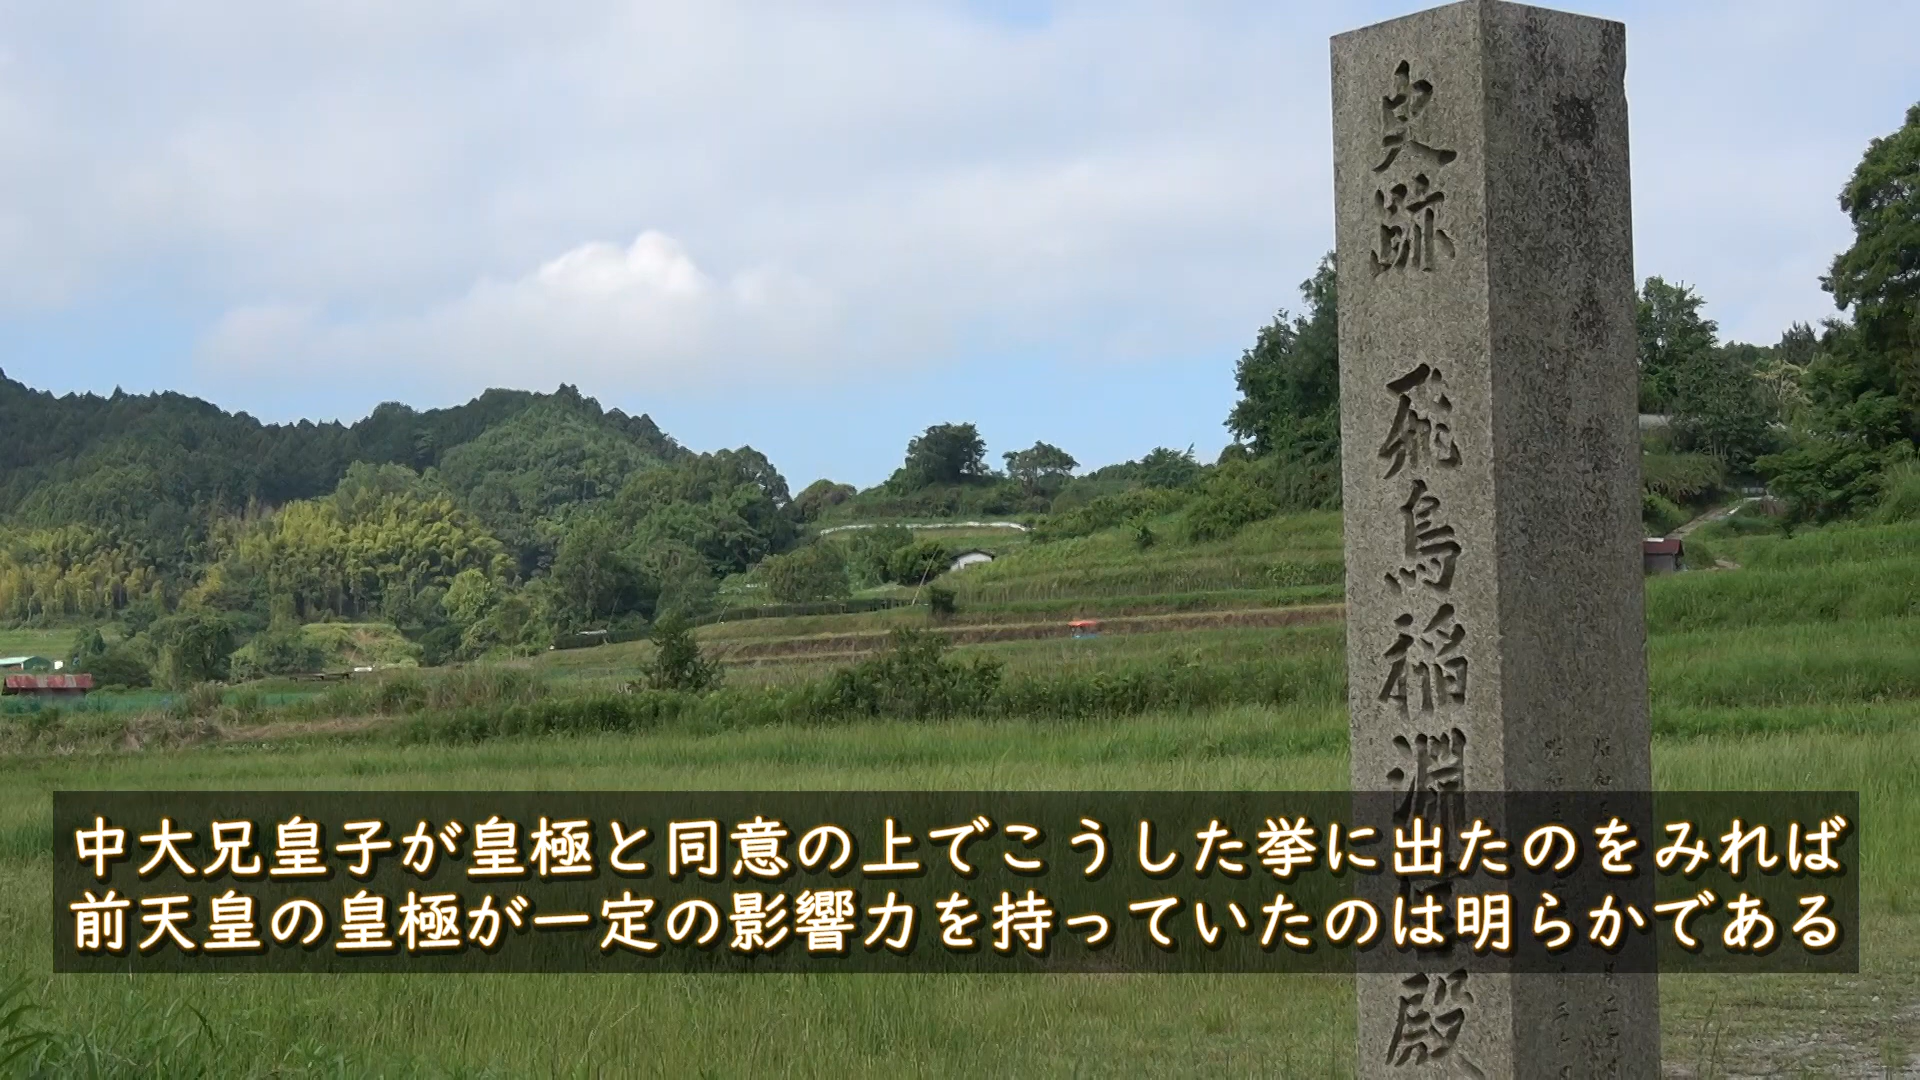 史跡 飛鳥稲淵宮殿
中大兄皇子が皇極と同意の上でこうした挙に出たのをみれば
前天皇の皇極が一定の影響力を持っていたのは明らかである